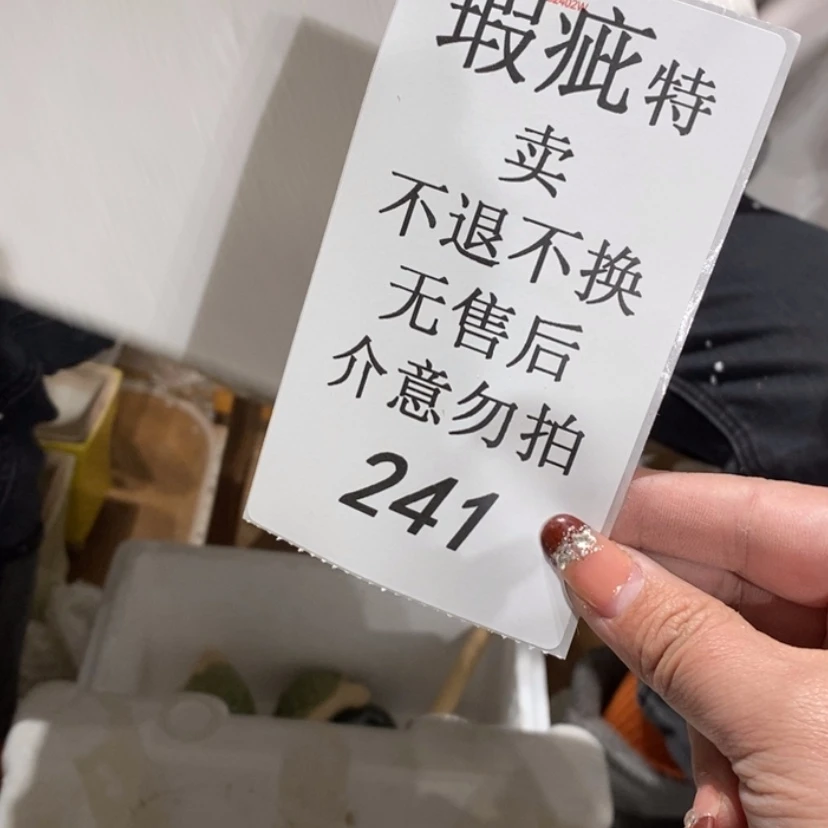 瑕疵特
卖
不退不换
无售后
介意勿拍
241